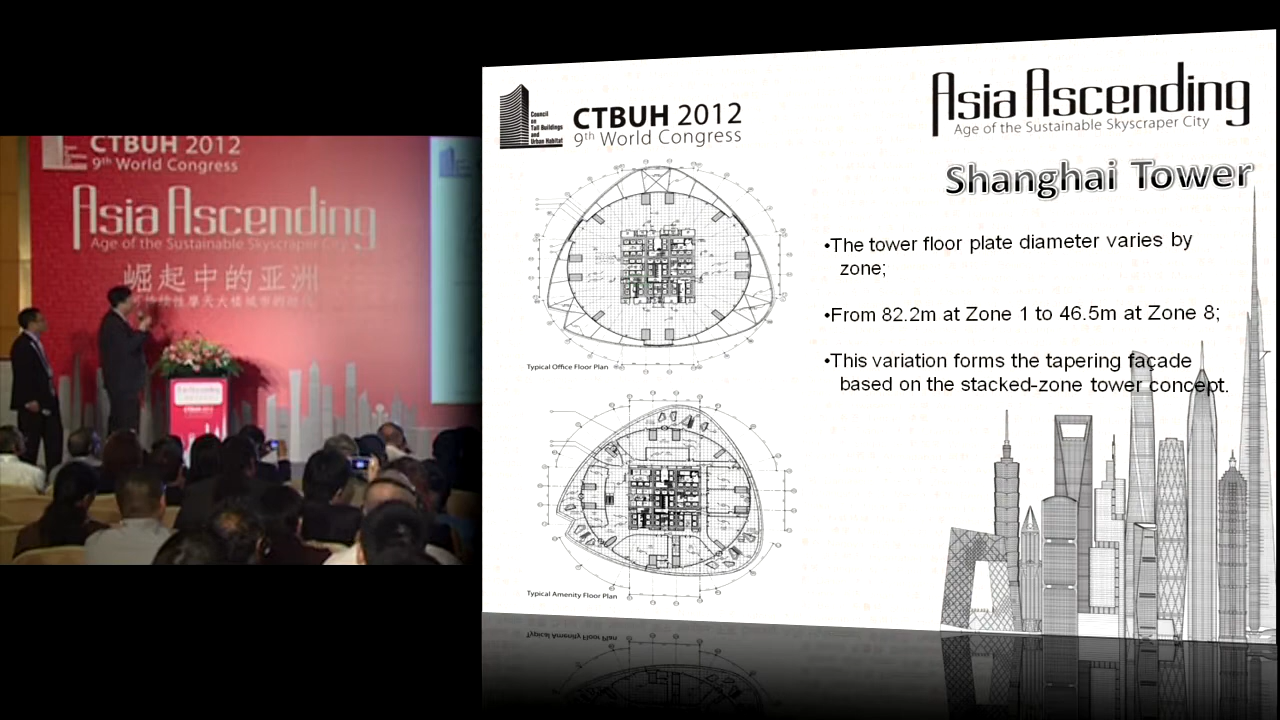 CTBUH 2012
9th World Congress
Asia Ascending
Age of the Sustainable Skyscraper City
崛起中的亚洲
CTBUH 2012
Council
on
Tall Buildings
and
Urban Habitat
CTBUH 2012
9th World Congress
Asia Ascending
Age of the Sustainable Skyscraper City
Shanghai Tower
•The tower floor plate diameter varies by
zone;
•From 82.2m at Zone 1 to 46.5m at Zone 8;
•This variation forms the tapering façade
based on the stacked-zone tower concept.
Typical Office Floor Plan
Typical Amenity Floor Plan